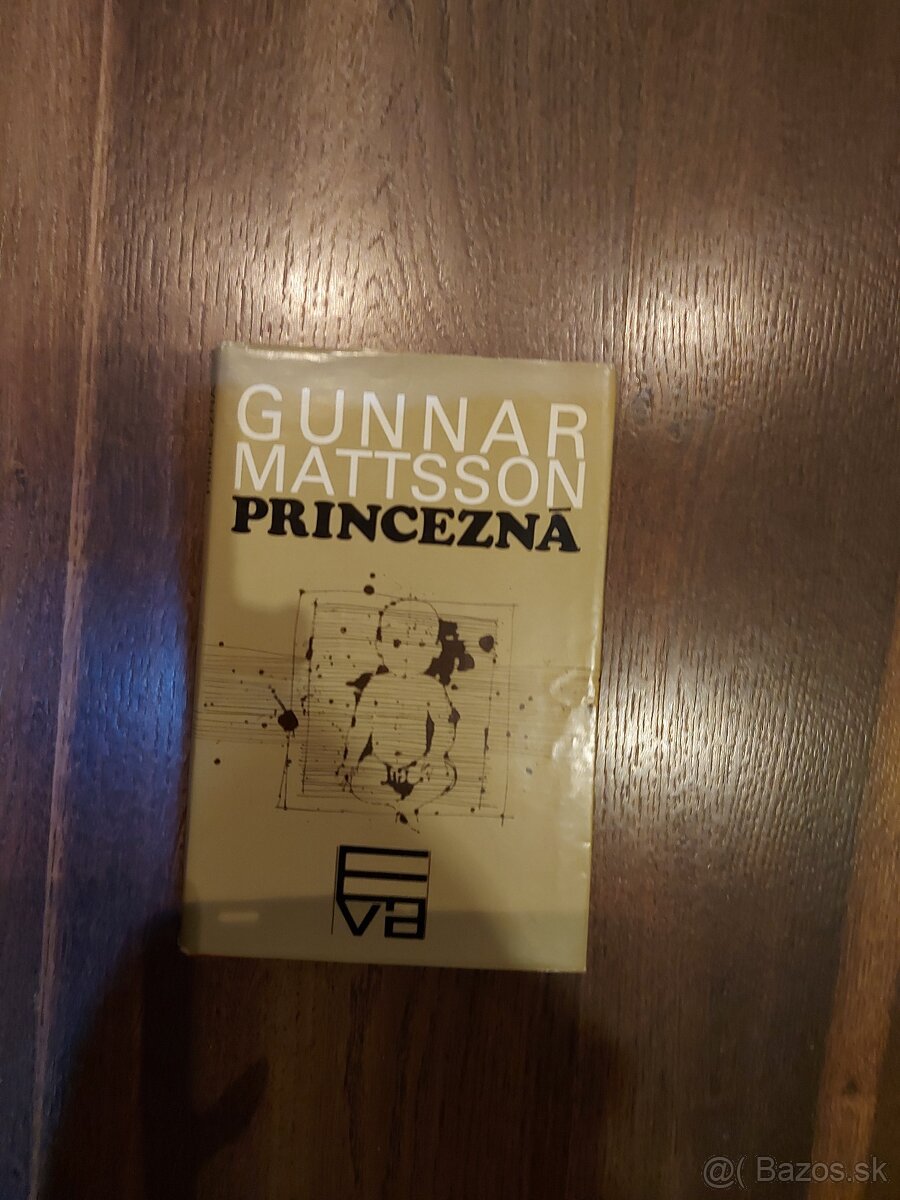 GUNNAR
MATTSSON
PRINCEZNÁ
Eva
@( Bazos.sk